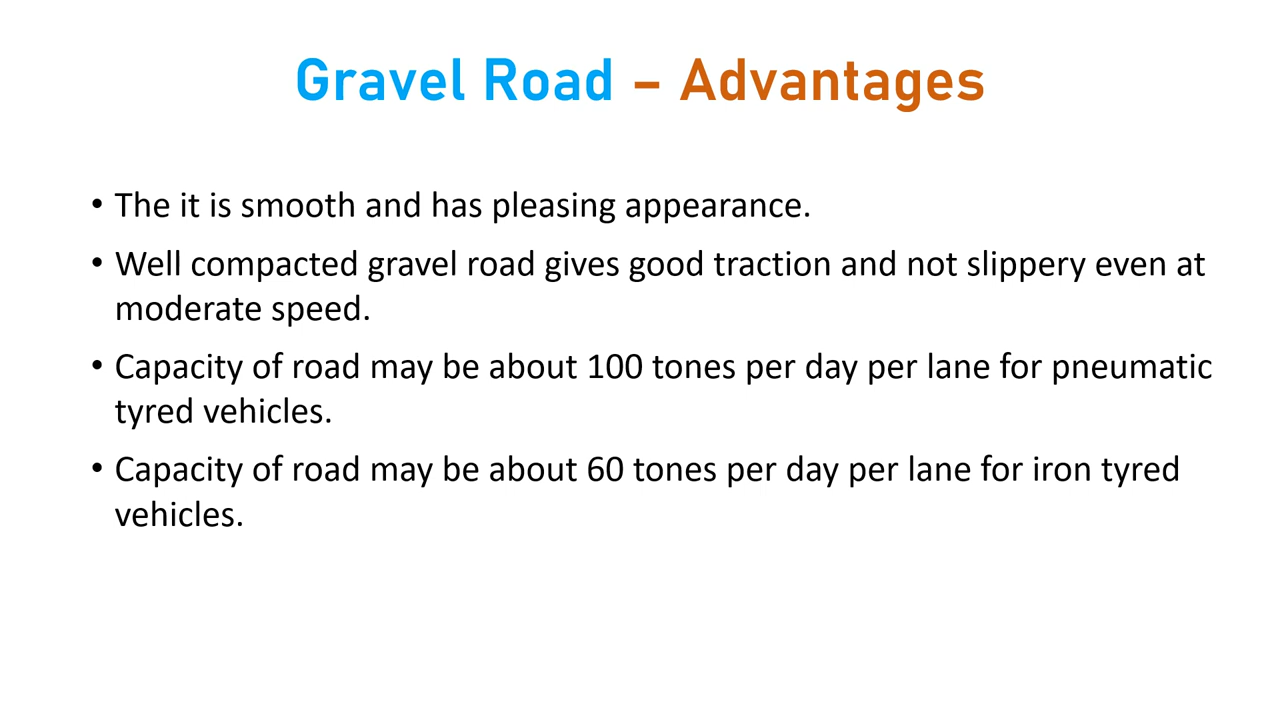 Gravel Road – Advantages
• The it is smooth and has pleasing appearance.
• Well compacted gravel road gives good traction and not slippery even at
moderate speed.
• Capacity of road may be about 100 tones per day per lane for pneumatic
tyred vehicles.
• Capacity of road may be about 60 tones per day per lane for iron tyred
vehicles.